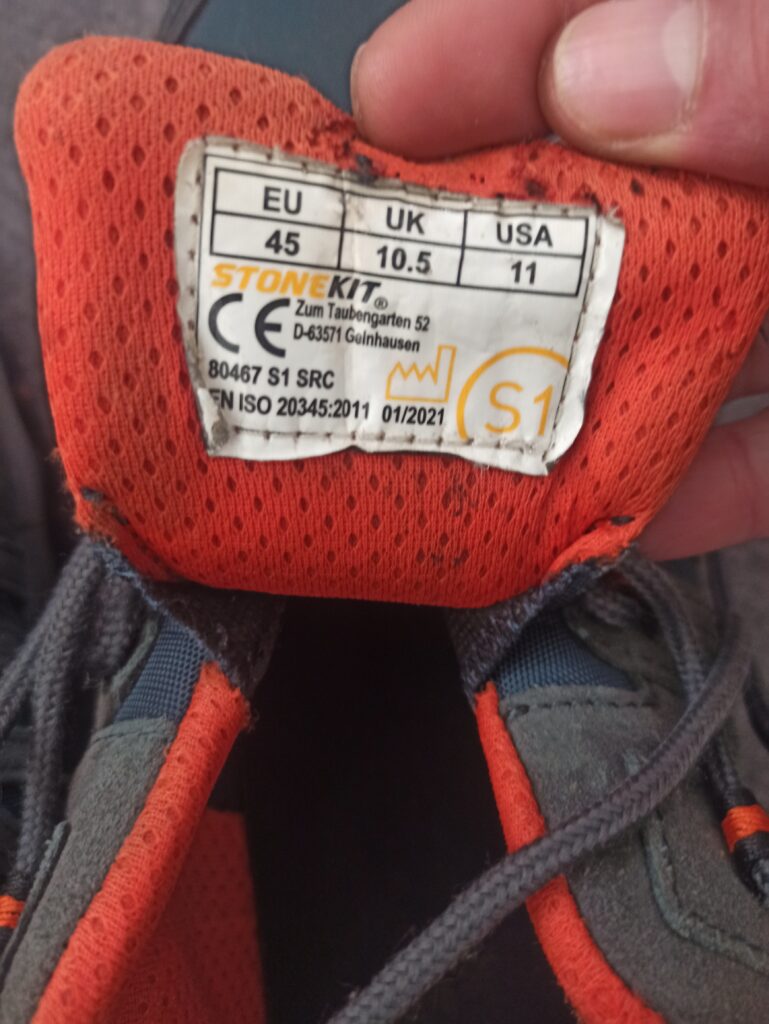 EU UK USA
45 10.5 11
STONEKIT®
CE Zum Taubengarten 52
D-63571 Gelnhausen
80467 S1 SRC
EN ISO 20345:2011 01/2021
S1